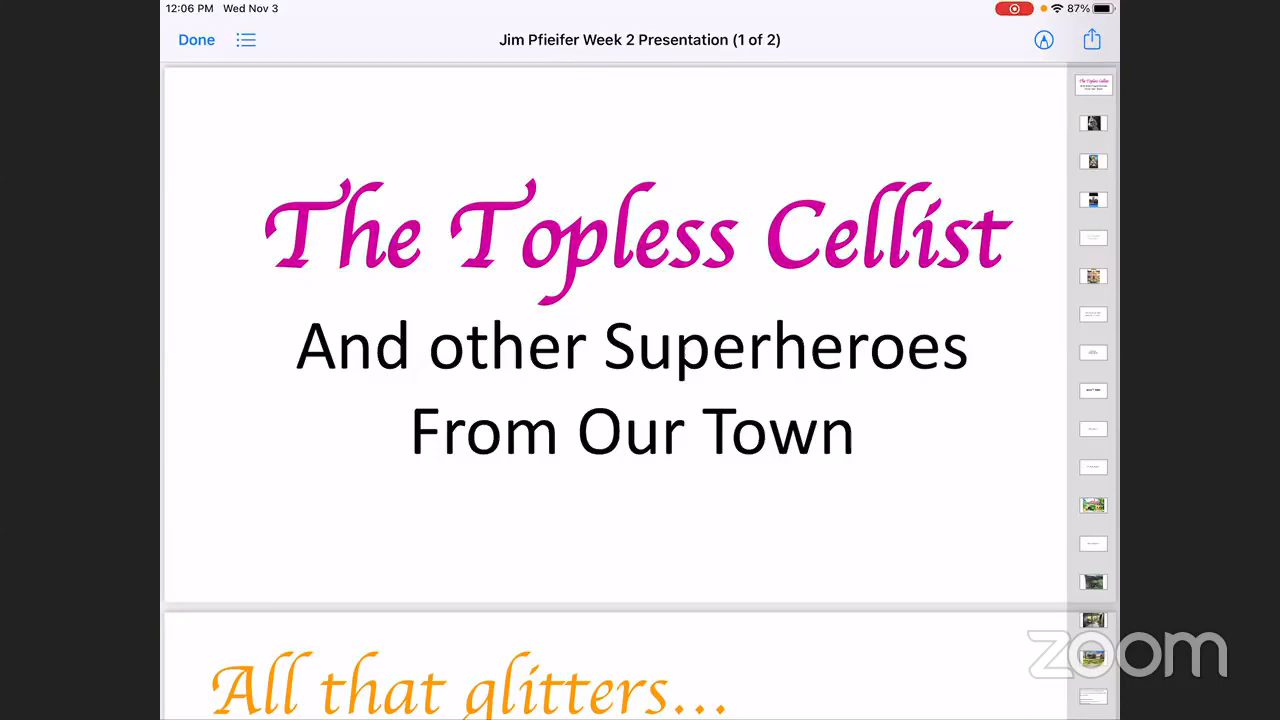 12:06 PM Wed Nov 3
87%
Done
Jim Pfieifer Week 2 Presentation (1 of 2)
The Topless Cellist
And other Superheroes
From Our Town
All that glitters...
zoom